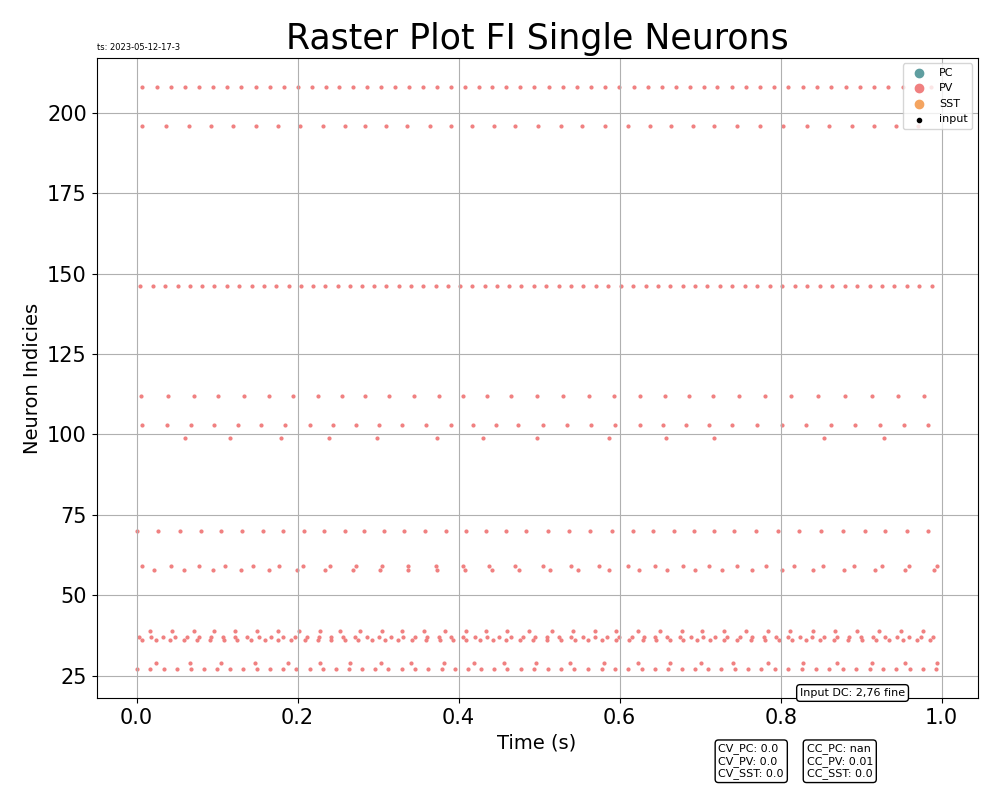 Raster Plot FI Single Neurons
ts: 2023-05-12-17-3
PC
PV
SST
input
200
175
150
125
100
75
50
25
Neuron Indicies
0.0 0.2 0.4 0.6 0.8 1.0
Time (s)
Input DC: 2,76 fine
CV_PC: 0.0
CV_PV: 0.0
CV_SST: 0.0
CC_PC: nan
CC_PV: 0.01
CC_SST: 0.0